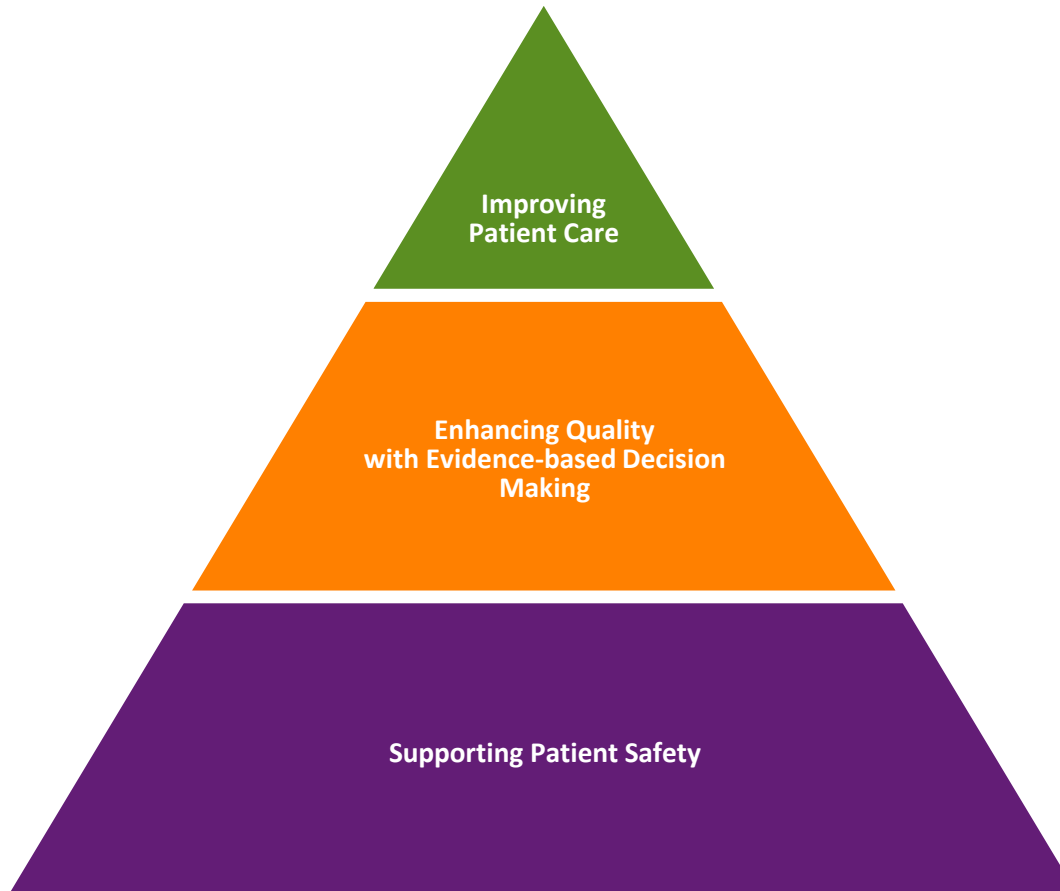 Improving
Patient Care
Enhancing Quality
with Evidence-based Decision
Making
Supporting Patient Safety